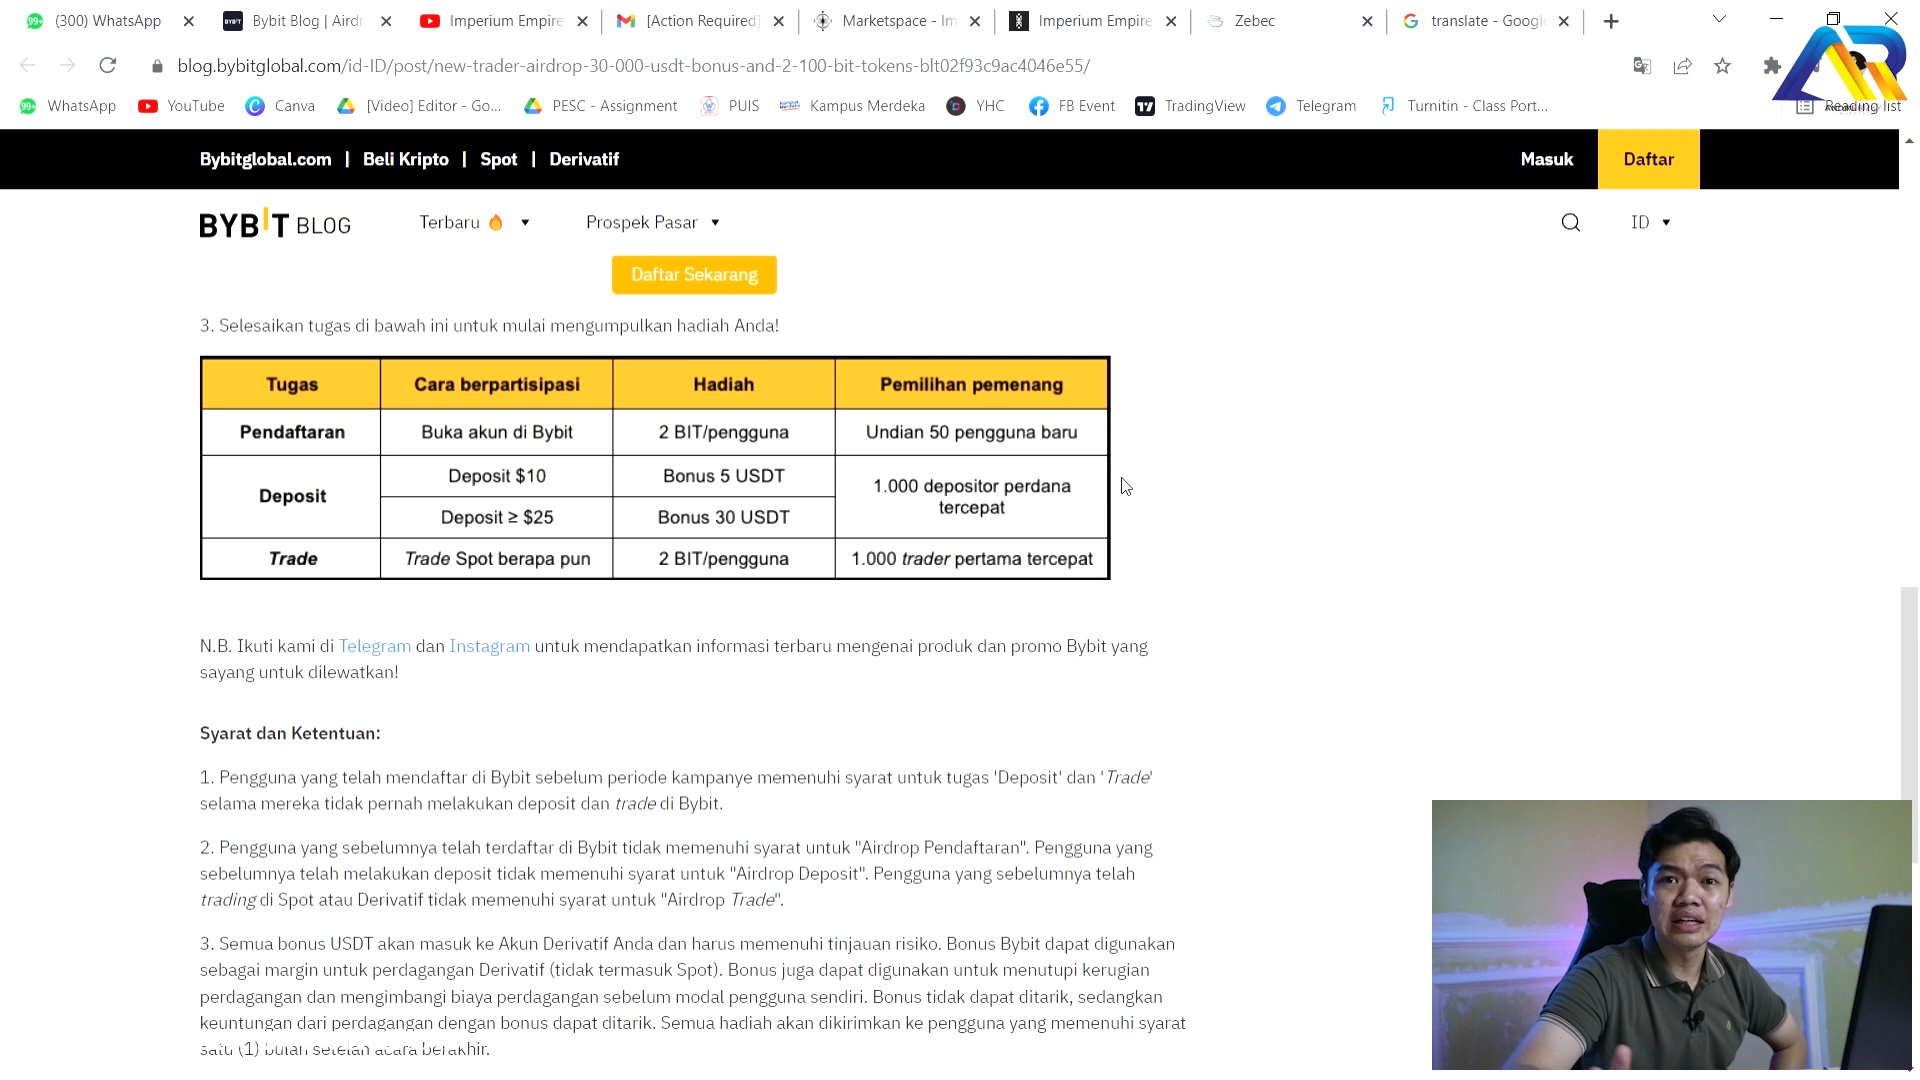 (300) WhatsApp
Bybit Blog | Airdr
Imperium Empire
[Action Required]
Marketspace - Im
Imperium Empire
Zebec
translate - Google
blog.bybitglobal.com/id-ID/post/new-trader-airdrop-30-000-usdt-bonus-and-2-100-bit-tokens-blt02f93c9ac4046e55/
WhatsApp
YouTube
Canva
[Video] Editor - Go...
PESC - Assignment
PUIS
Kampus Merdeka
YHC
FB Event
TradingView
Telegram
Turnitin - Class Port...
Reading list
Bybitglobal.com | Beli Kripto | Spot | Derivatif
Masuk
Daftar
BYBIT BLOG
Terbaru
Prospek Pasar
ID
Daftar Sekarang
3. Selesaikan tugas di bawah ini untuk mulai mengumpulkan hadiah Anda!
Tugas Cara berpartisipasi Hadiah Pemilihan pemenang
Pendaftaran Buka akun di Bybit 2 BIT/pengguna Undian 50 pengguna baru
Deposit
Deposit $10 Bonus 5 USDT
Deposit ≥ $25 Bonus 30 USDT
1.000 depositor perdana
tercepat
Trade Trade Spot berapa pun 2 BIT/pengguna 1.000 trader pertama tercepat
N.B. Ikuti kami di Telegram dan Instagram untuk mendapatkan informasi terbaru mengenai produk dan promo Bybit yang
sayang untuk dilewatkan!
Syarat dan Ketentuan:
1. Pengguna yang telah mendaftar di Bybit sebelum periode kampanye memenuhi syarat untuk tugas 'Deposit' dan 'Trade'
selama mereka tidak pernah melakukan deposit dan trade di Bybit.
2. Pengguna yang sebelumnya telah terdaftar di Bybit tidak memenuhi syarat untuk "Airdrop Pendaftaran". Pengguna yang
sebelumnya telah melakukan deposit tidak memenuhi syarat untuk "Airdrop Deposit". Pengguna yang sebelumnya telah
trading di Spot atau Derivatif tidak memenuhi syarat untuk "Airdrop Trade".
3. Semua bonus USDT akan masuk ke Akun Derivatif Anda dan harus memenuhi tinjauan risiko. Bonus Bybit dapat digunakan
sebagai margin untuk perdagangan Derivatif (tidak termasuk Spot). Bonus juga dapat digunakan untuk menutupi kerugian
perdagangan dan mengimbangi biaya perdagangan sebelum modal pengguna sendiri. Bonus tidak dapat ditarik, sedangkan
keuntungan dari perdagangan dengan bonus dapat ditarik. Semua hadiah akan dikirimkan ke pengguna yang memenuhi syarat
satu (1) bulan setelah acara berakhir.